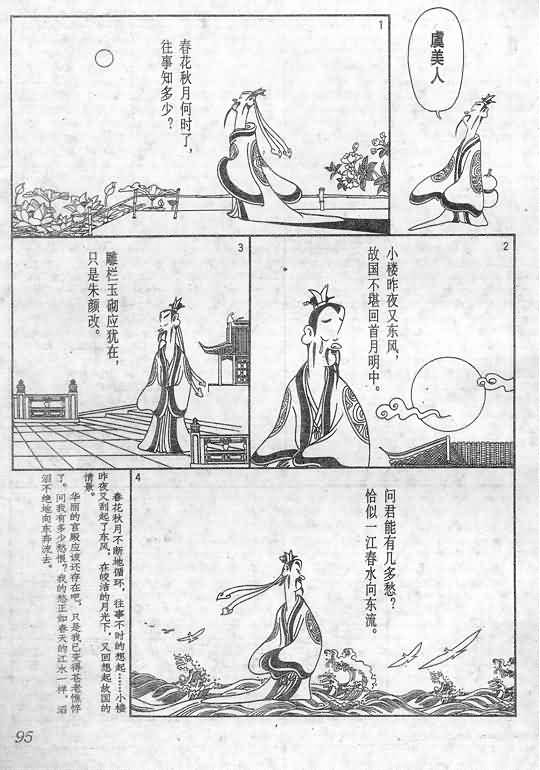 虞美人
1
春花秋月何时了，
往事知多少？
2
小楼昨夜又东风，
故国不堪回首月明中。
3
雕栏玉砌应犹在，
只是朱颜改。
4
问君能有几多愁？
恰似一江春水向东流。
春花秋月不断地循环，往事不时的想起……小楼
昨夜又刮起了东风，在皎洁的月光下，又回想起故国的
情景。
华丽的宫殿应该还存在吧，只是我已变得苍老憔悴
了。问我有多少愁恨？我的愁正如春天的江水一样，滔
滔不绝地向东奔流去。
95